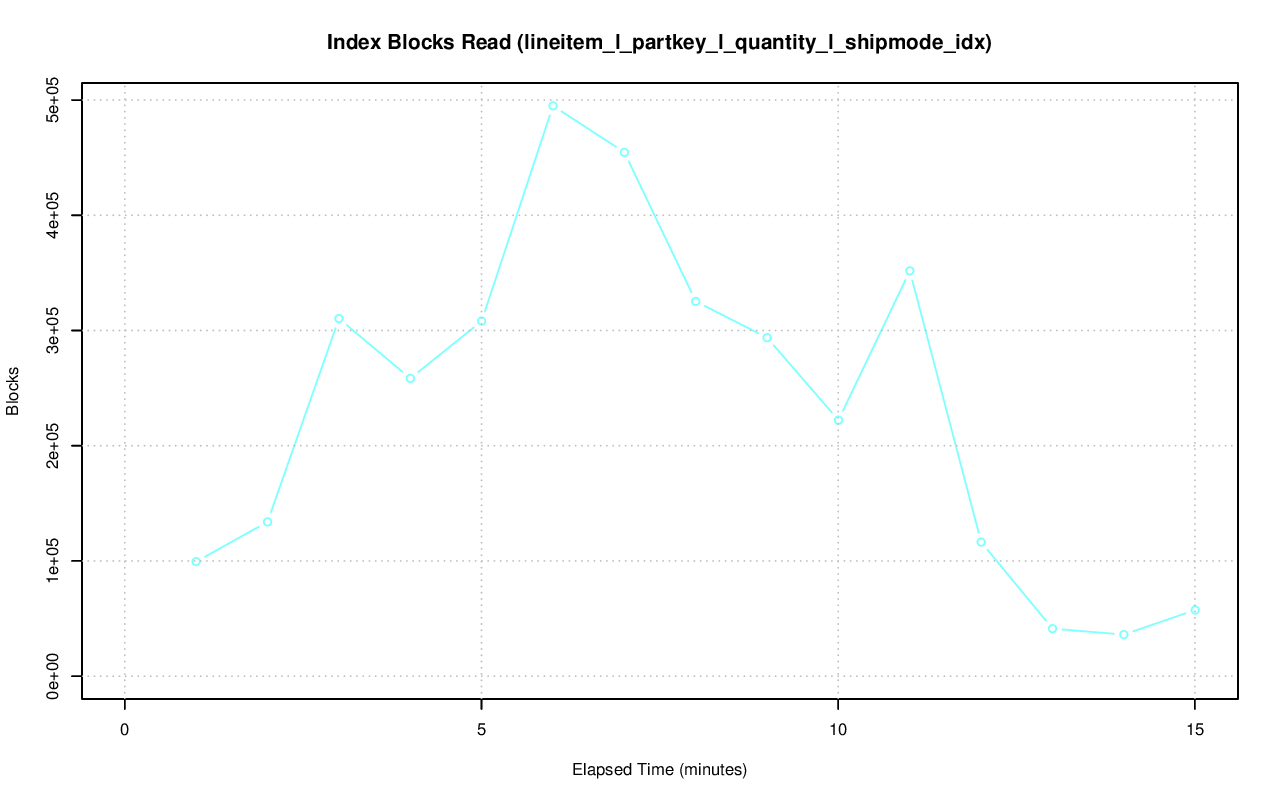 Index Blocks Read (lineitem_l_partkey_l_quantity_l_shipmode_idx)
5e+05
4e+05
3e+05
2e+05
1e+05
0e+00
Blocks
0 5 10 15
Elapsed Time (minutes)